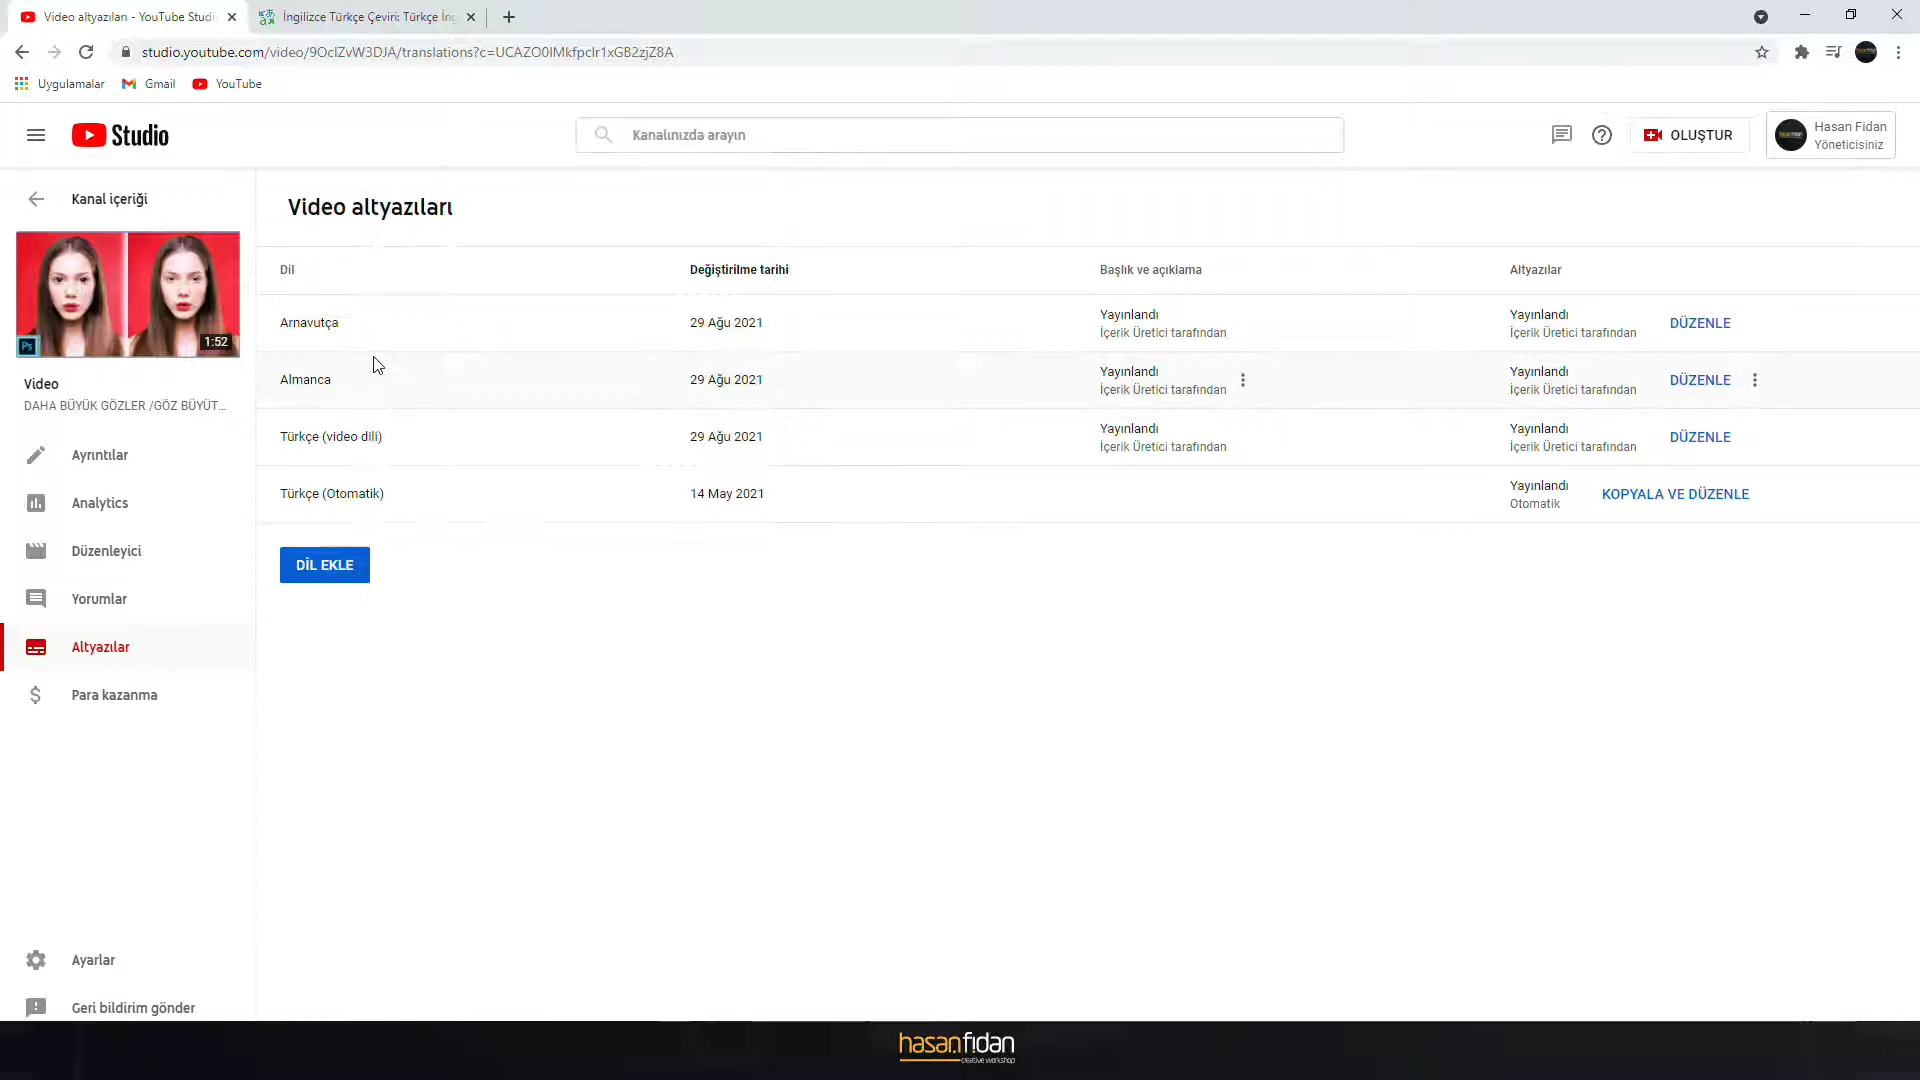 Video altyazıları - YouTube Studi
İngilizce Türkçe Çeviri: Türkçe İn
studio.youtube.com/video/9OclZvW3DJA/translations?c=UCAZO0lMkfpclr1xGB2zjZ8A
Uygulamalar
Gmail
YouTube
Studio
Kanalınızda arayın
OLUŞTUR
Hasan Fidan
Yöneticisiniz
Kanal içeriği
Ps
1:52
Video
DAHA BÜYÜK GÖZLER /GÖZ BÜYÜT...
Ayrıntılar
Analytics
Düzenleyici
Yorumlar
Altyazılar
Para kazanma
Ayarlar
Geri bildirim gönder
Video altyazıları
Dil Değiştirilme tarihi Başlık ve açıklama Altyazılar
Arnavutça 29 Ağu 2021 Yayınlandı Yayınlandı DÜZENLE
İçerik Üretici tarafından İçerik Üretici tarafından
Almanca 29 Ağu 2021 Yayınlandı Yayınlandı DÜZENLE
İçerik Üretici tarafından İçerik Üretici tarafından
Türkçe (video dili) 29 Ağu 2021 Yayınlandı Yayınlandı DÜZENLE
İçerik Üretici tarafından İçerik Üretici tarafından
Türkçe (Otomatik) 14 May 2021 Yayınlandı KOPYALA VE DÜZENLE
Otomatik
DİL EKLE
hasanfidan
creative workshop